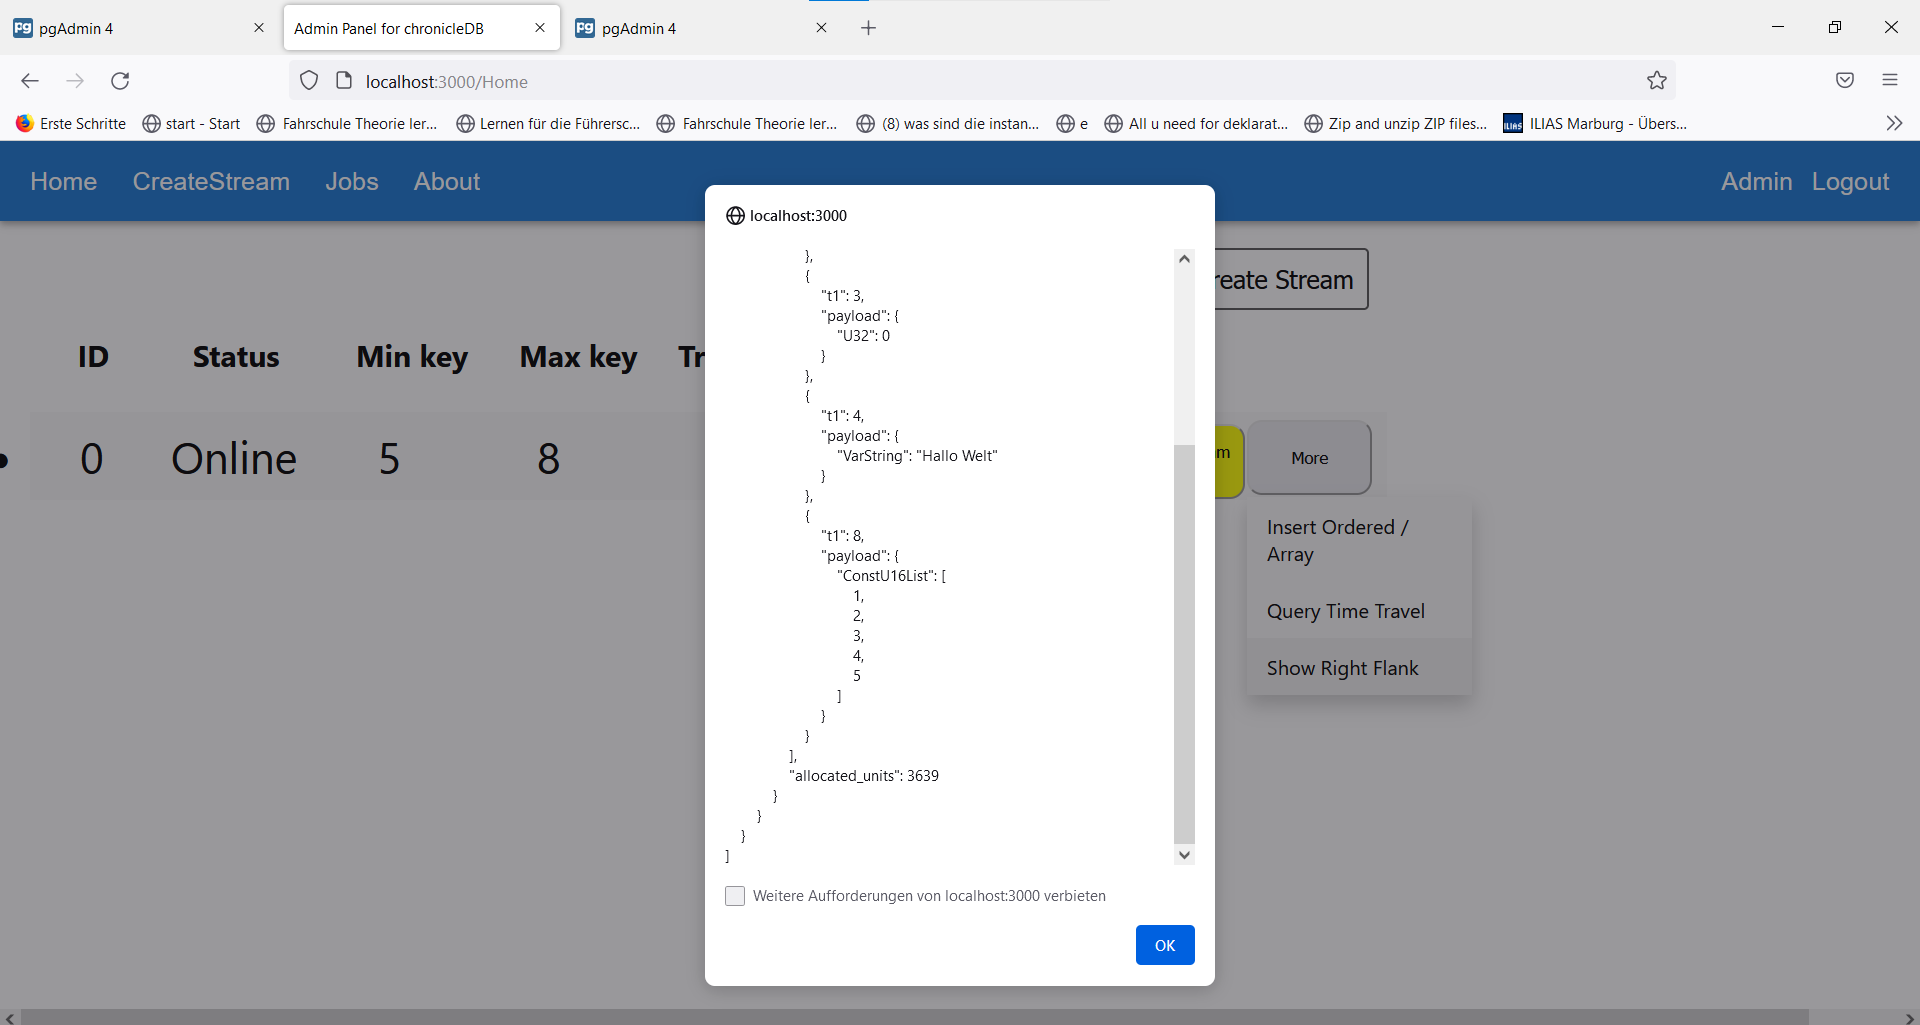 pgAdmin 4
Admin Panel for chronicleDB
pgAdmin 4
localhost:3000/Home
Erste Schritte
start - Start
Fahrschule Theorie ler...
Lernen für die Führersc...
Fahrschule Theorie ler...
(8) was sind die instan...
e
All u need for deklarat...
Zip and unzip ZIP files...
ILIAS Marburg - Übers...
Home CreateStream Jobs About
Admin Logout
localhost:3000
},
{
"t1": 3,
"payload": {
"U32": 0
}
},
{
"t1": 4,
"payload": {
"VarString": "Hallo Welt"
}
},
{
"t1": 8,
"payload": {
"ConstU16List": [
1,
2,
3,
4,
5
]
}
}
],
"allocated_units": 3639
}
}
}
]
Weitere Aufforderungen von localhost:3000 verbieten
OK
reate Stream
ID Status Min key Max key Tr
0 Online 5 8
m
More
Insert Ordered /
Array
Query Time Travel
Show Right Flank